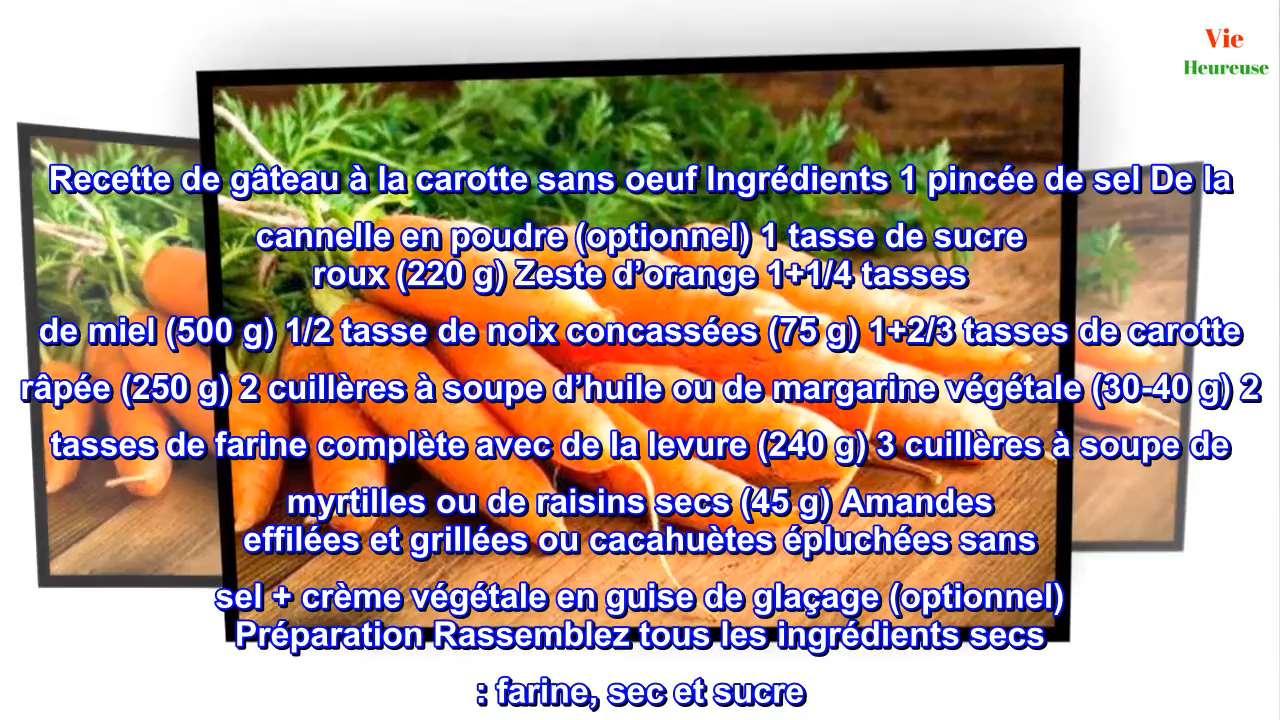 Vie
Heureuse
Recette de gâteau à la carotte sans oeuf Ingrédients 1 pincée de sel De la
cannelle en poudre (optionnel) 1 tasse de sucre
roux (220 g) Zeste d’orange 1+1/4 tasses
de miel (500 g) 1/2 tasse de noix concassées (75 g) 1+2/3 tasses de carotte
râpée (250 g) 2 cuillères à soupe d’huile ou de margarine végétale (30-40 g) 2
tasses de farine complète avec de la levure (240 g) 3 cuillères à soupe de
myrtilles ou de raisins secs (45 g) Amandes
effilées et grillées ou cacahuètes épluchées sans
sel + crème végétale en guise de glaçage (optionnel)
Préparation Rassemblez tous les ingrédients secs
: farine, sec et sucre